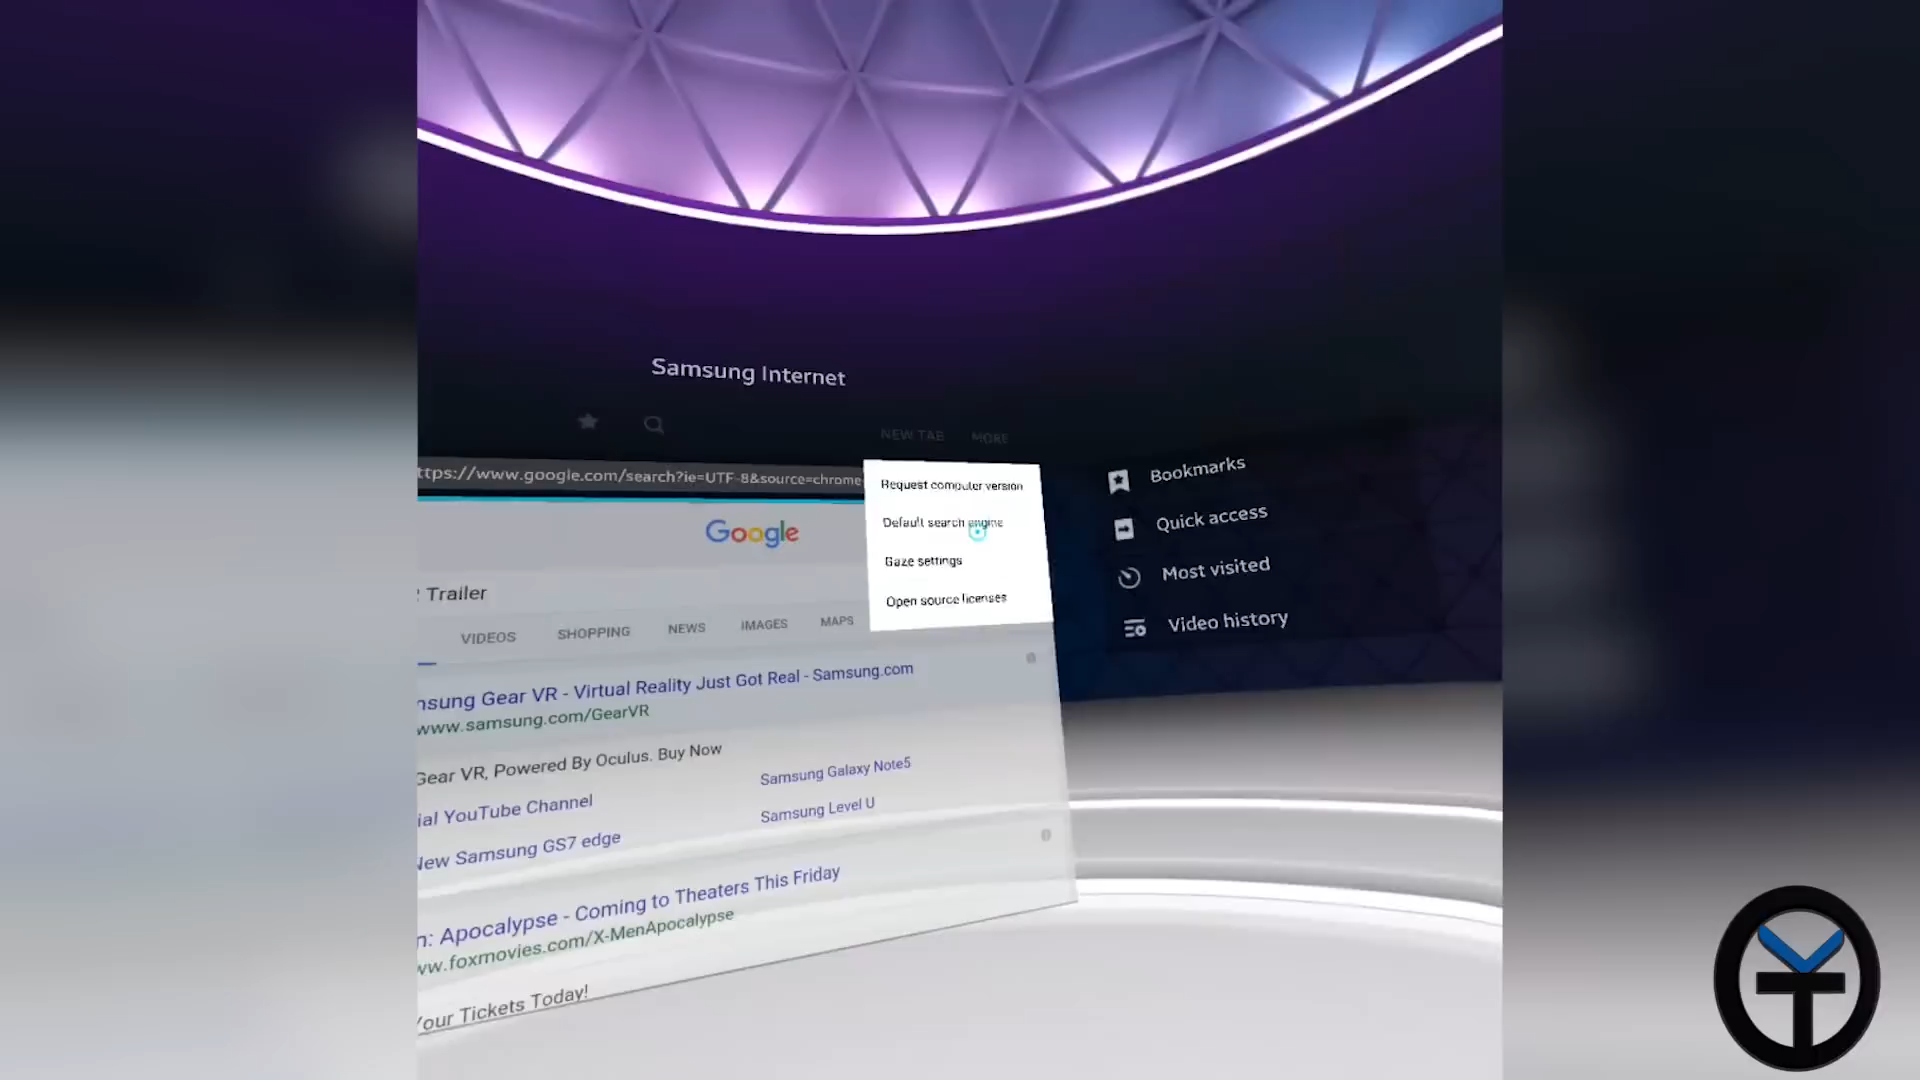 Samsung Internet
NEW TAB MORE
ttps://www.google.com/search?ie=UTF-8&source=chrome
Request computer version
Default search engine
Gaze settings
Open source licenses
Bookmarks
Quick access
Most visited
Video history
Google
Trailer
VIDEOS SHOPPING NEWS IMAGES MAPS
nsung Gear VR - Virtual Reality Just Got Real - Samsung.com
www.samsung.com/GearVR
Gear VR, Powered By Oculus. Buy Now
ial YouTube Channel
Samsung Galaxy Note5
New Samsung GS7 edge
Samsung Level U
n: Apocalypse - Coming to Theaters This Friday
ww.foxmovies.com/X-MenApocalypse
Your Tickets Today!